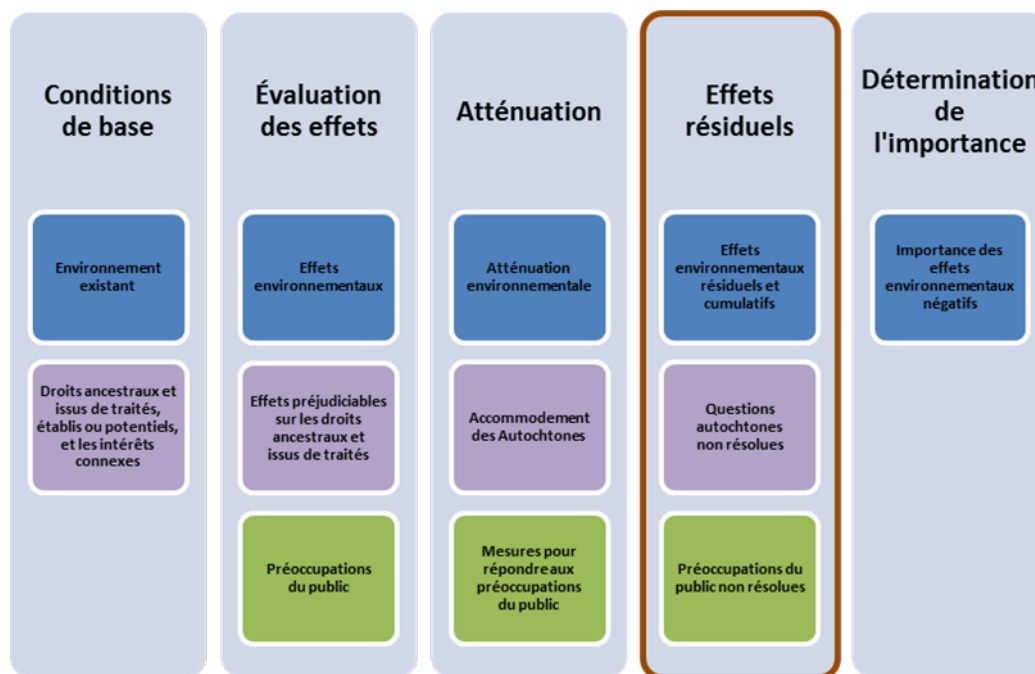 Conditions
de base
Environnement
existant
Droits ancestraux et
issus de traités,
établis ou potentiels,
et les intérêts
connexes
Évaluation
des effets
Effets
environnementaux
Effets préjudiciables
sur les droits
ancestraux et
issus de traités
Préoccupations
du public
Atténuation
Atténuation
environnementale
Accommodement
des Autochtones
Mesures pour
répondre aux
préoccupations
du public
Effets
résiduels
Effets
environnementaux
résiduels et
cumulatifs
Questions
autochtones
non résolues
Préoccupations du
public non résolues
Détermination
de
l'importance
Importance des
effets
environnementaux
négatifs